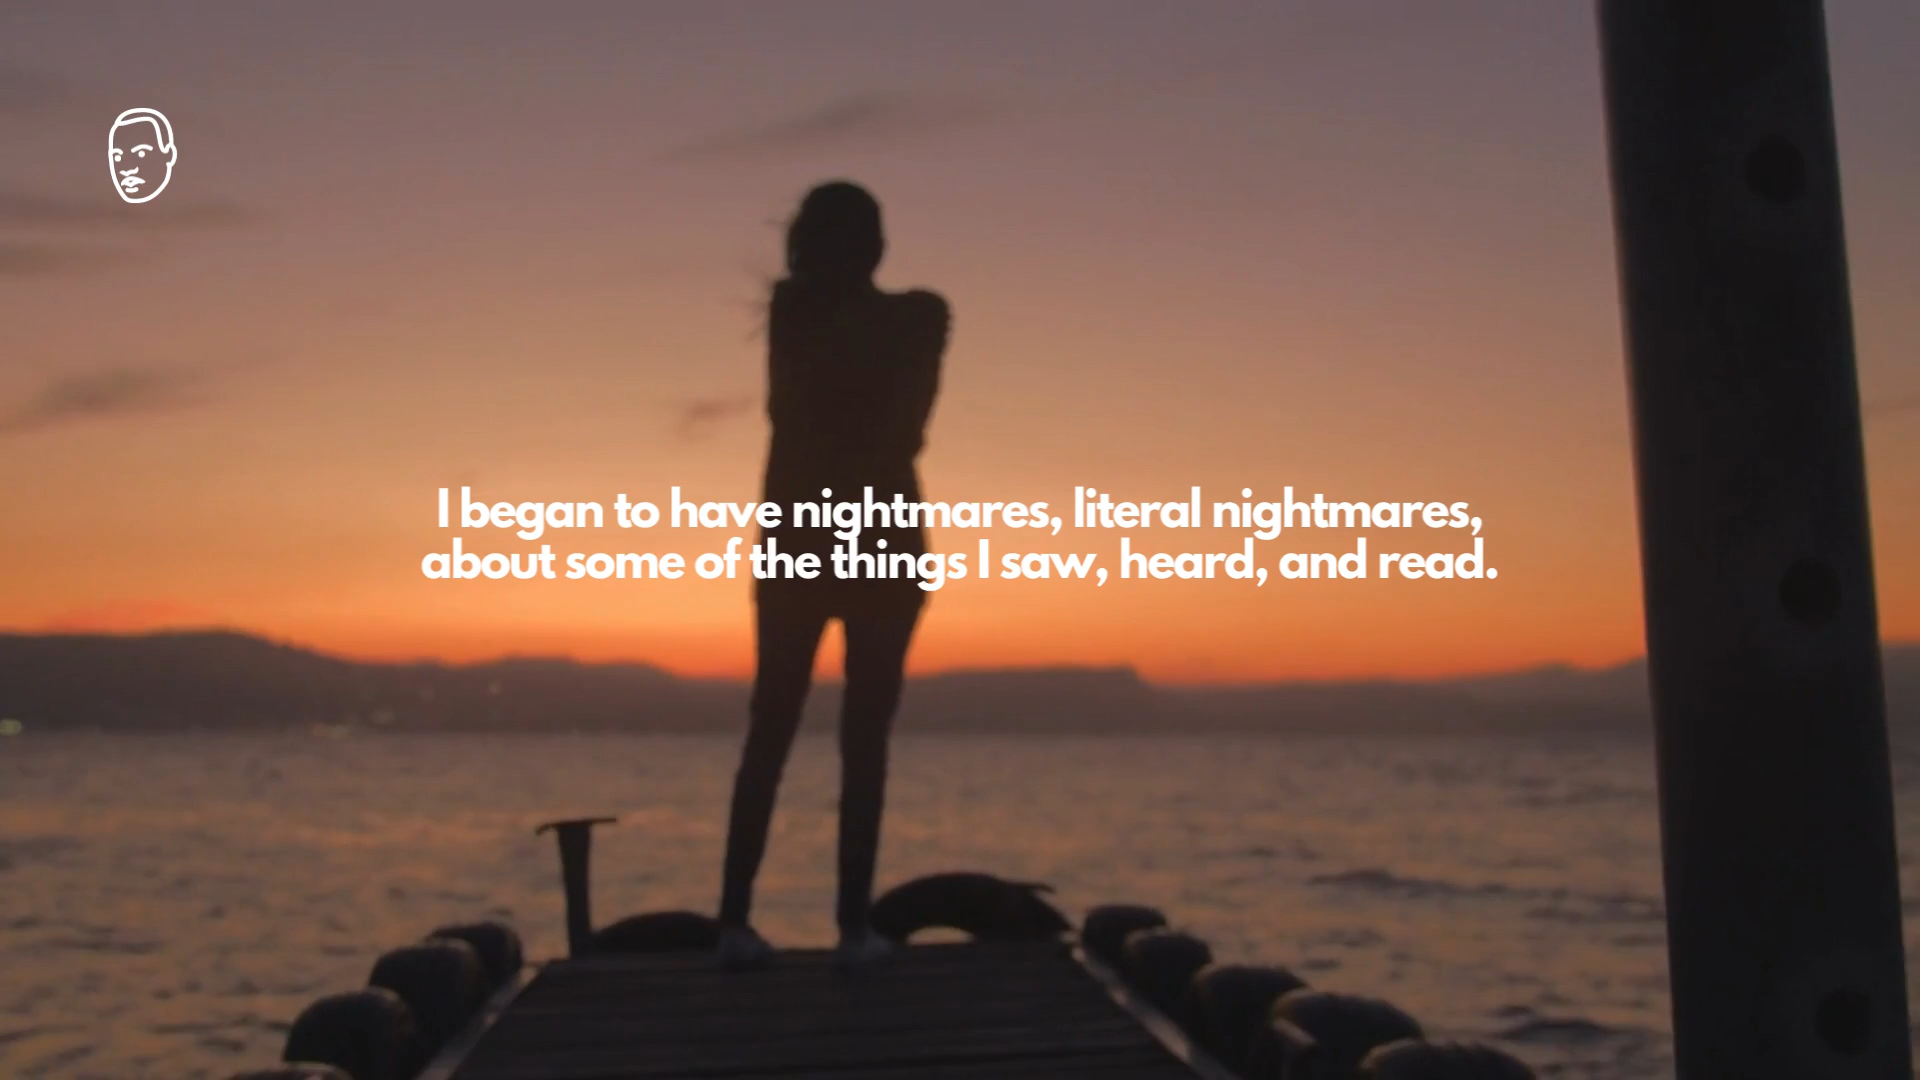 I began to have nightmares, literal nightmares,
about some of the things I saw, heard, and read.